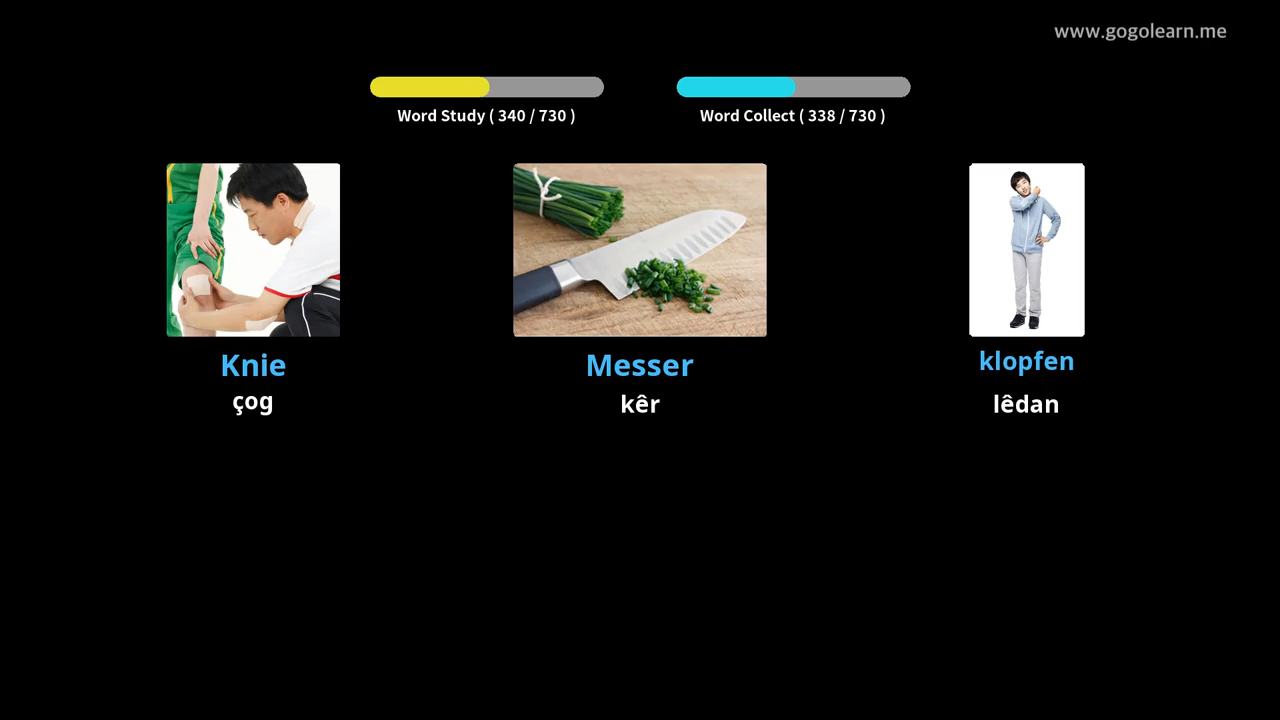 www.gogolearn.me
Word Study ( 340 / 730 )
Word Collect ( 338 / 730 )
Knie
Messer
klopfen
çog
kêr
lêdan